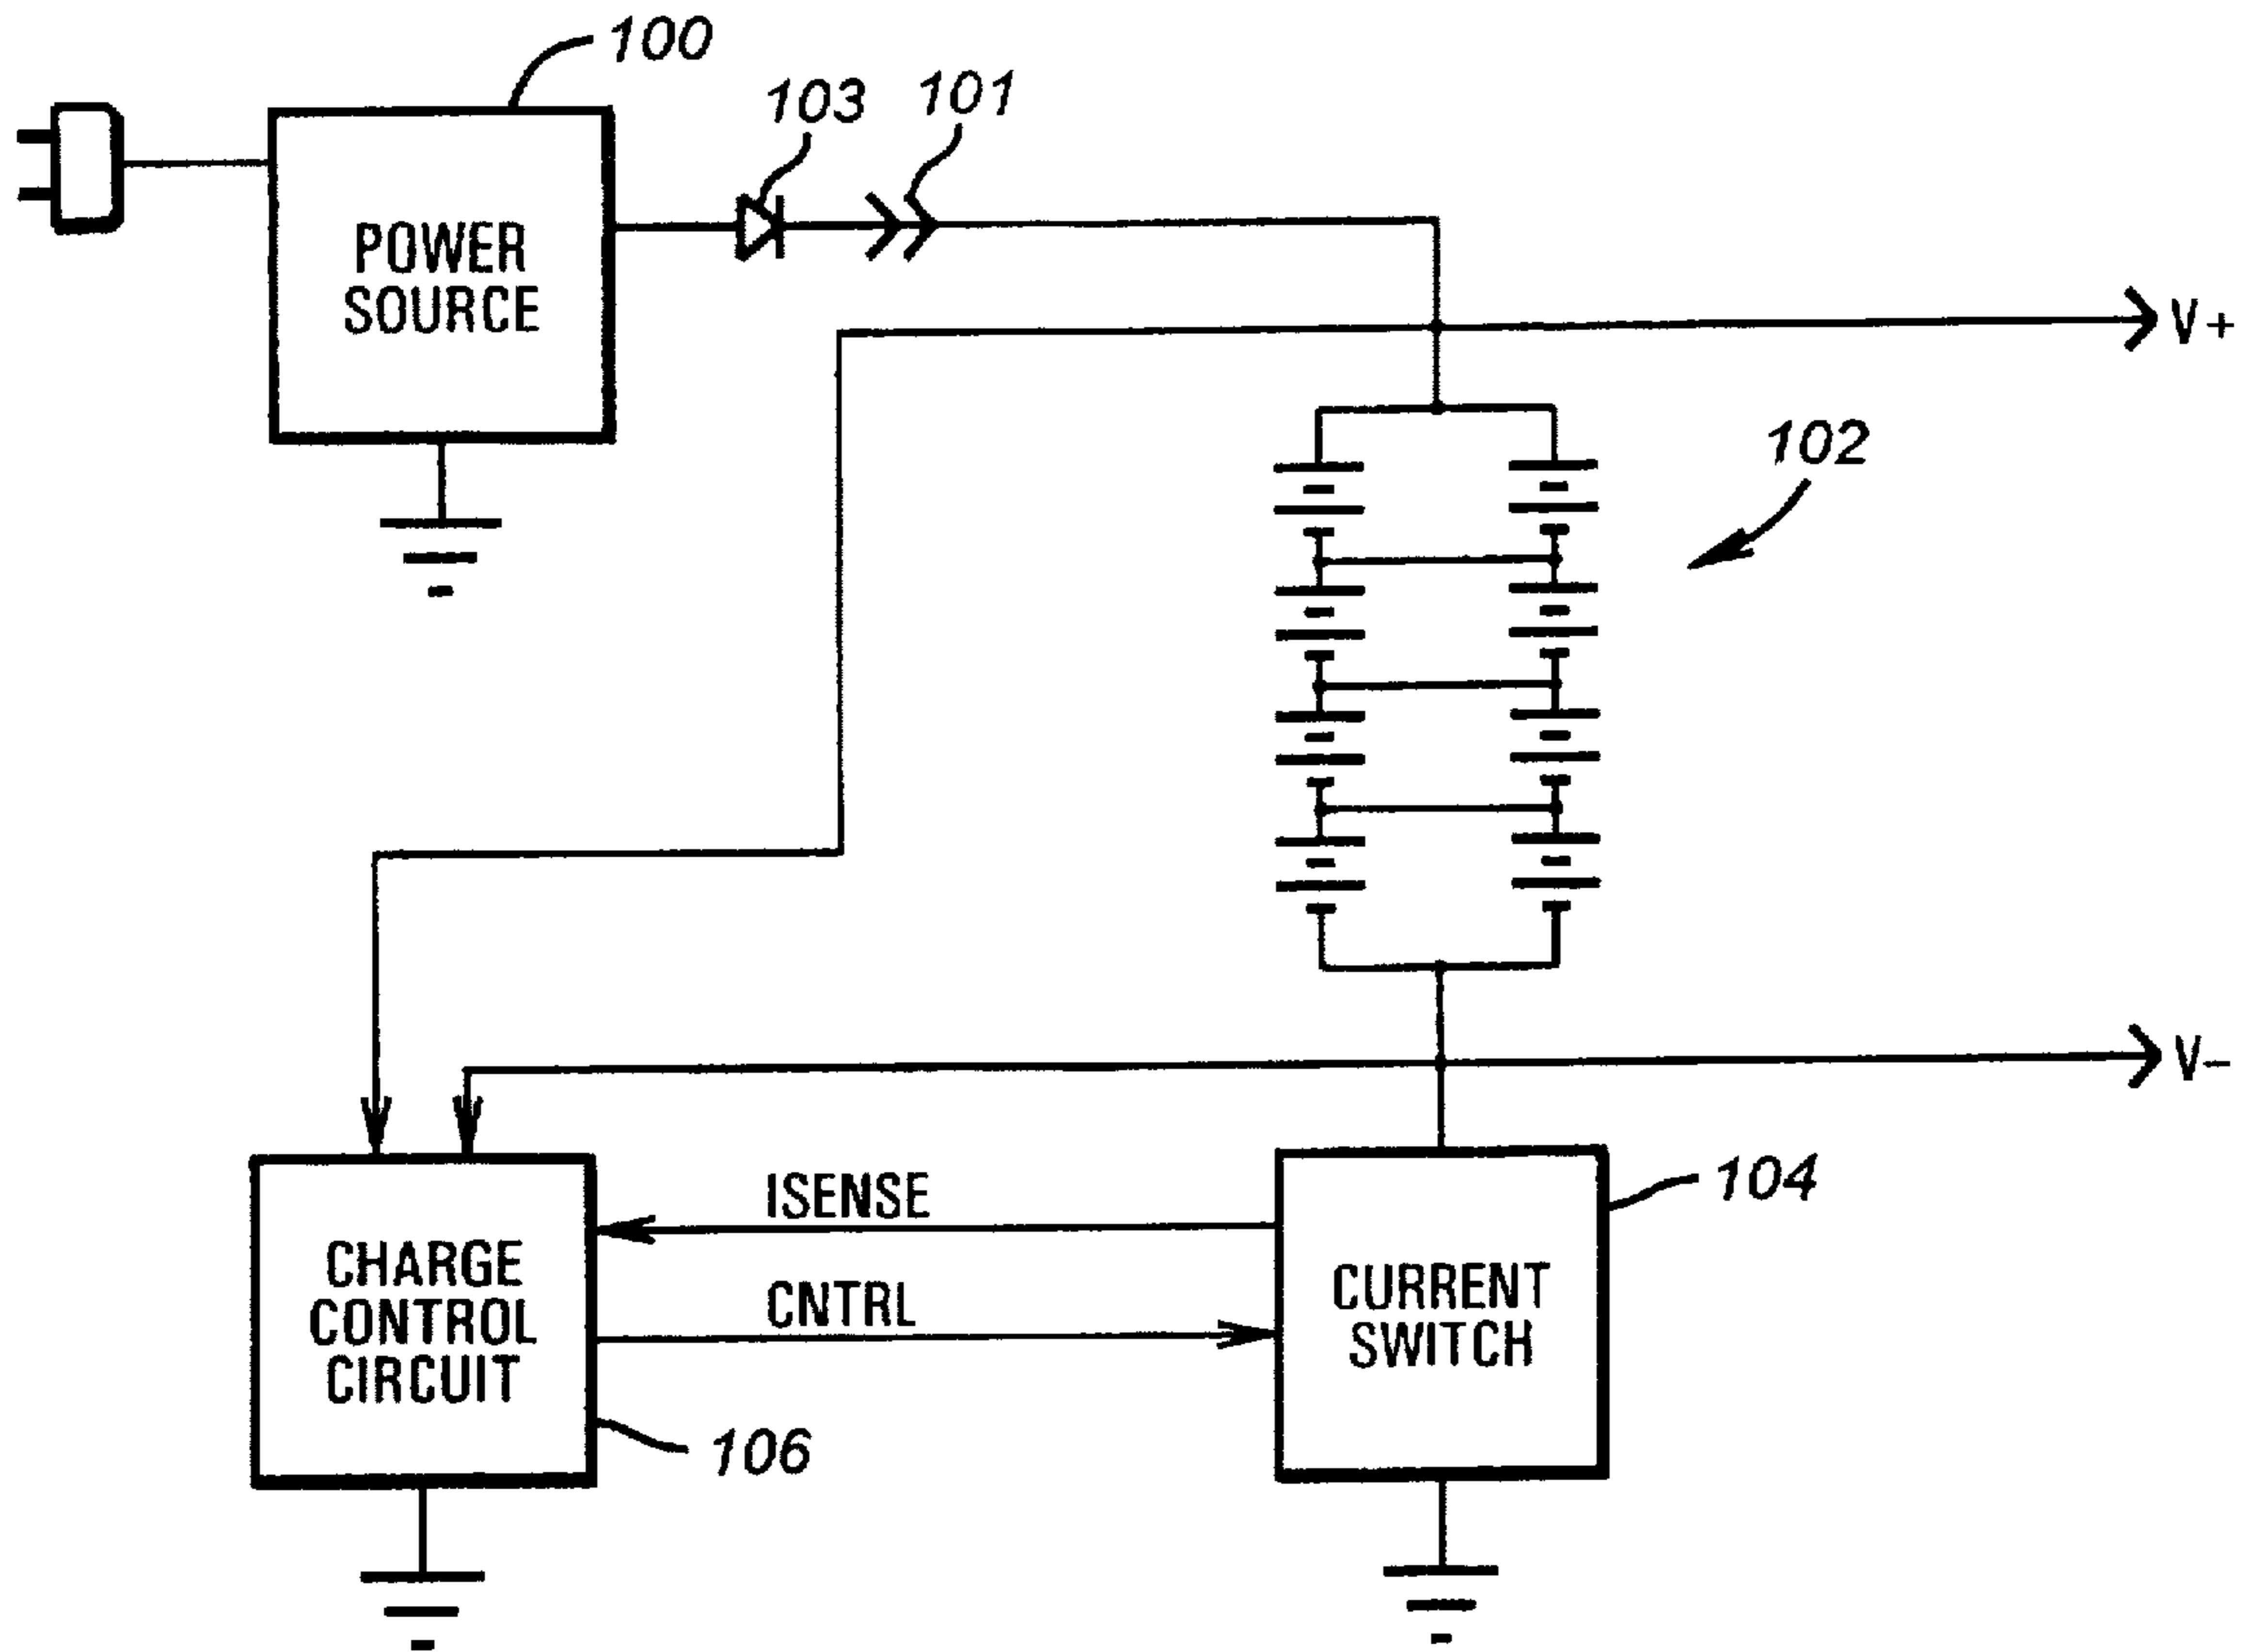 100
103
101
POWER
SOURCE
V+
102
V-
ISENSE
104
CHARGE
CONTROL
CIRCUIT
CNTRL
CURRENT
SWITCH
106